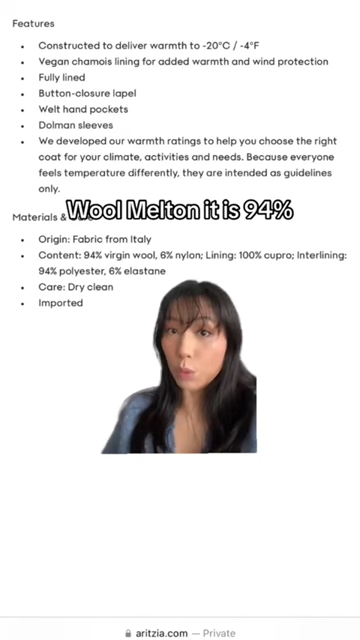 Features
• Constructed to deliver warmth to -20°C / -4°F
• Vegan chamois lining for added warmth and wind protection
• Fully lined
• Button-closure lapel
• Welt hand pockets
• Dolman sleeves
• We developed our warmth ratings to help you choose the right
coat for your climate, activities and needs. Because everyone
feels temperature differently, they are intended as guidelines
only.
Wool Melton it is 94%
Materials &
• Origin: Fabric from Italy
• Content: 94% virgin wool, 6% nylon; Lining: 100% cupro; Interlining:
94% polyester, 6% elastane
• Care: Dry clean
• Imported
aritzia.com — Private